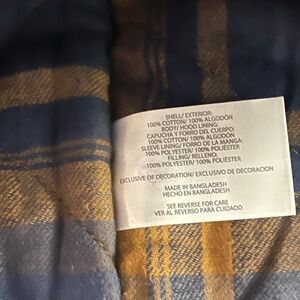 SHELL/ EXTERIOR:
100% COTTON/ 100% ALGODÓN
BODY/ HOOD LINING:
CAPUCHA Y FORRO DEL CUERPO:
100% COTTON/ 100% ALGODÓN
SLEEVE LINING/ FORRO DE LA MANGA:
100% POLYESTER/ 100% POLIÉSTER
FILLING/ RELLENO:
100% POLYESTER/ 100% POLIÉSTER
EXCLUSIVE OF DECORATION/ EXCLUSIVO DE DECORACION
MADE IN BANGLADESH
HECHO EN BANGLADESH
SEE REVERSE FOR CARE
VER AL REVERSO PARA CUIDADO